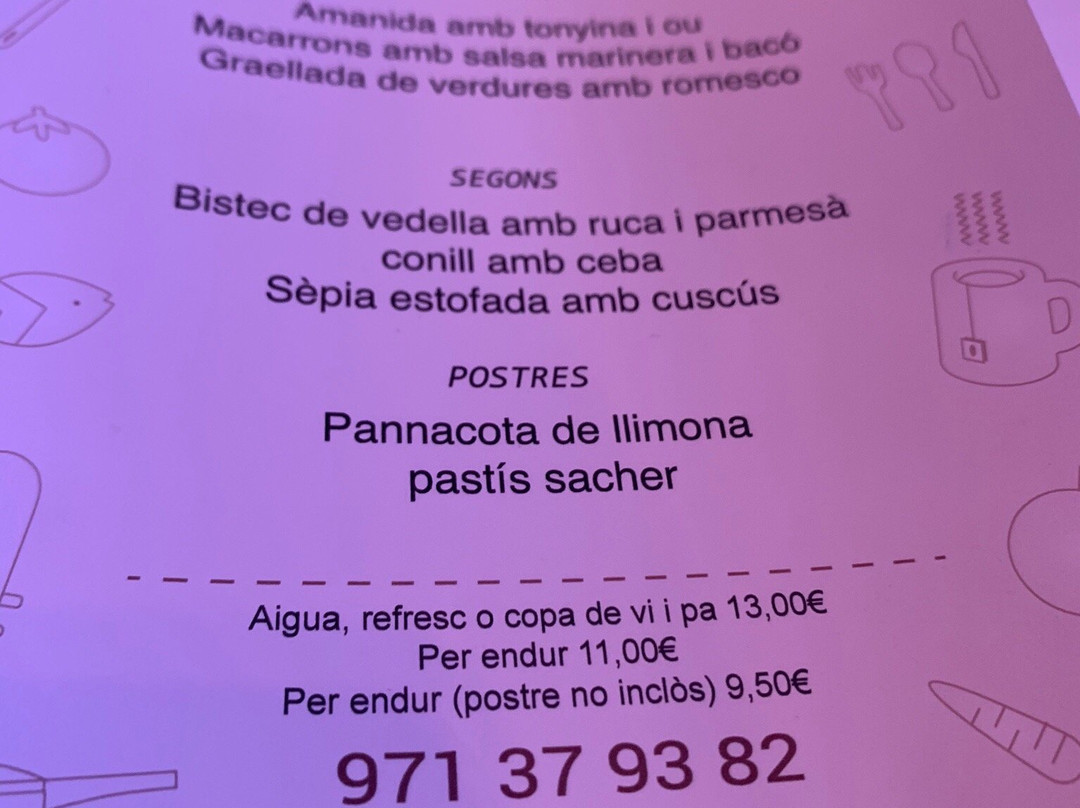 Amanida amb tonyina i ou
Macarrons amb salsa marinera i bacó
Graellada de verdures amb romesco
SEGONS
Bistec de vedella amb ruca i parmesà
conill amb ceba
Sèpia estofada amb cuscús
POSTRES
Pannacota de llimona
pastís sacher
Aigua, refresc o copa de vi i pa 13,00€
Per endur 11,00€
Per endur (postre no inclòs) 9,50€
971 37 93 82